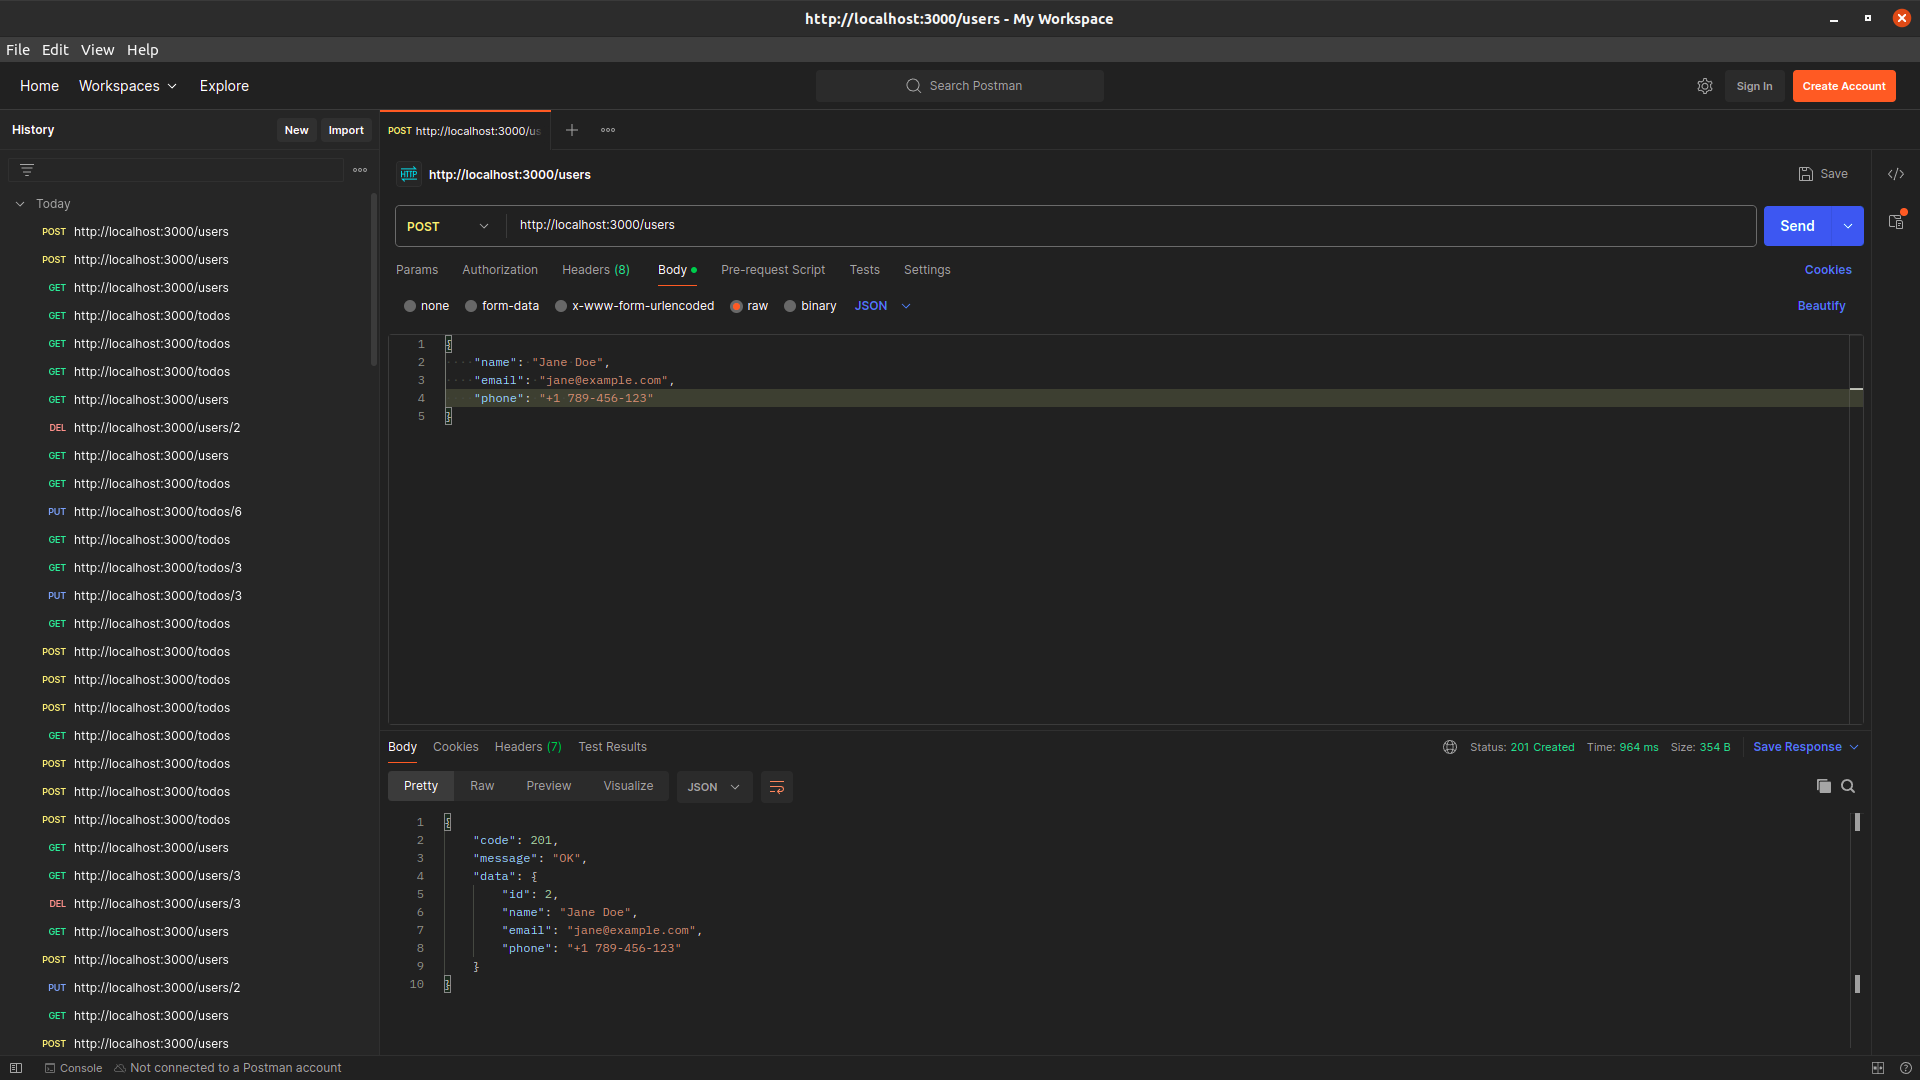 http://localhost:3000/users - My Workspace
File Edit View Help
Home Workspaces Explore
Search Postman
Sign In Create Account
History New Import
Today
POST http://localhost:3000/users
POST http://localhost:3000/users
GET http://localhost:3000/users
GET http://localhost:3000/todos
GET http://localhost:3000/todos
GET http://localhost:3000/todos
GET http://localhost:3000/users
DEL http://localhost:3000/users/2
GET http://localhost:3000/users
GET http://localhost:3000/todos
PUT http://localhost:3000/todos/6
GET http://localhost:3000/todos
GET http://localhost:3000/todos/3
PUT http://localhost:3000/todos/3
GET http://localhost:3000/todos
POST http://localhost:3000/todos
POST http://localhost:3000/todos
POST http://localhost:3000/todos
GET http://localhost:3000/todos
POST http://localhost:3000/todos
POST http://localhost:3000/todos
POST http://localhost:3000/todos
GET http://localhost:3000/users
GET http://localhost:3000/users/3
DEL http://localhost:3000/users/3
GET http://localhost:3000/users
POST http://localhost:3000/users
PUT http://localhost:3000/users/2
GET http://localhost:3000/users
POST http://localhost:3000/users
POST http://localhost:3000/us
HTTP http://localhost:3000/users
Save
POST http://localhost:3000/users
Send
Params Authorization Headers (8) Body Pre-request Script Tests Settings
Cookies
none form-data x-www-form-urlencoded raw binary JSON
Beautify
1 {
2 "name": "Jane Doe",
3 "email": "jane@example.com",
4 "phone": "+1 789-456-123"
5 }
Body Cookies Headers (7) Test Results
Status: 201 Created Time: 964 ms Size: 354 B Save Response
Pretty Raw Preview Visualize JSON
1 {
2 "code": 201,
3 "message": "OK",
4 "data": {
5 "id": 2,
6 "name": "Jane Doe",
7 "email": "jane@example.com",
8 "phone": "+1 789-456-123"
9 }
10 }
Console Not connected to a Postman account